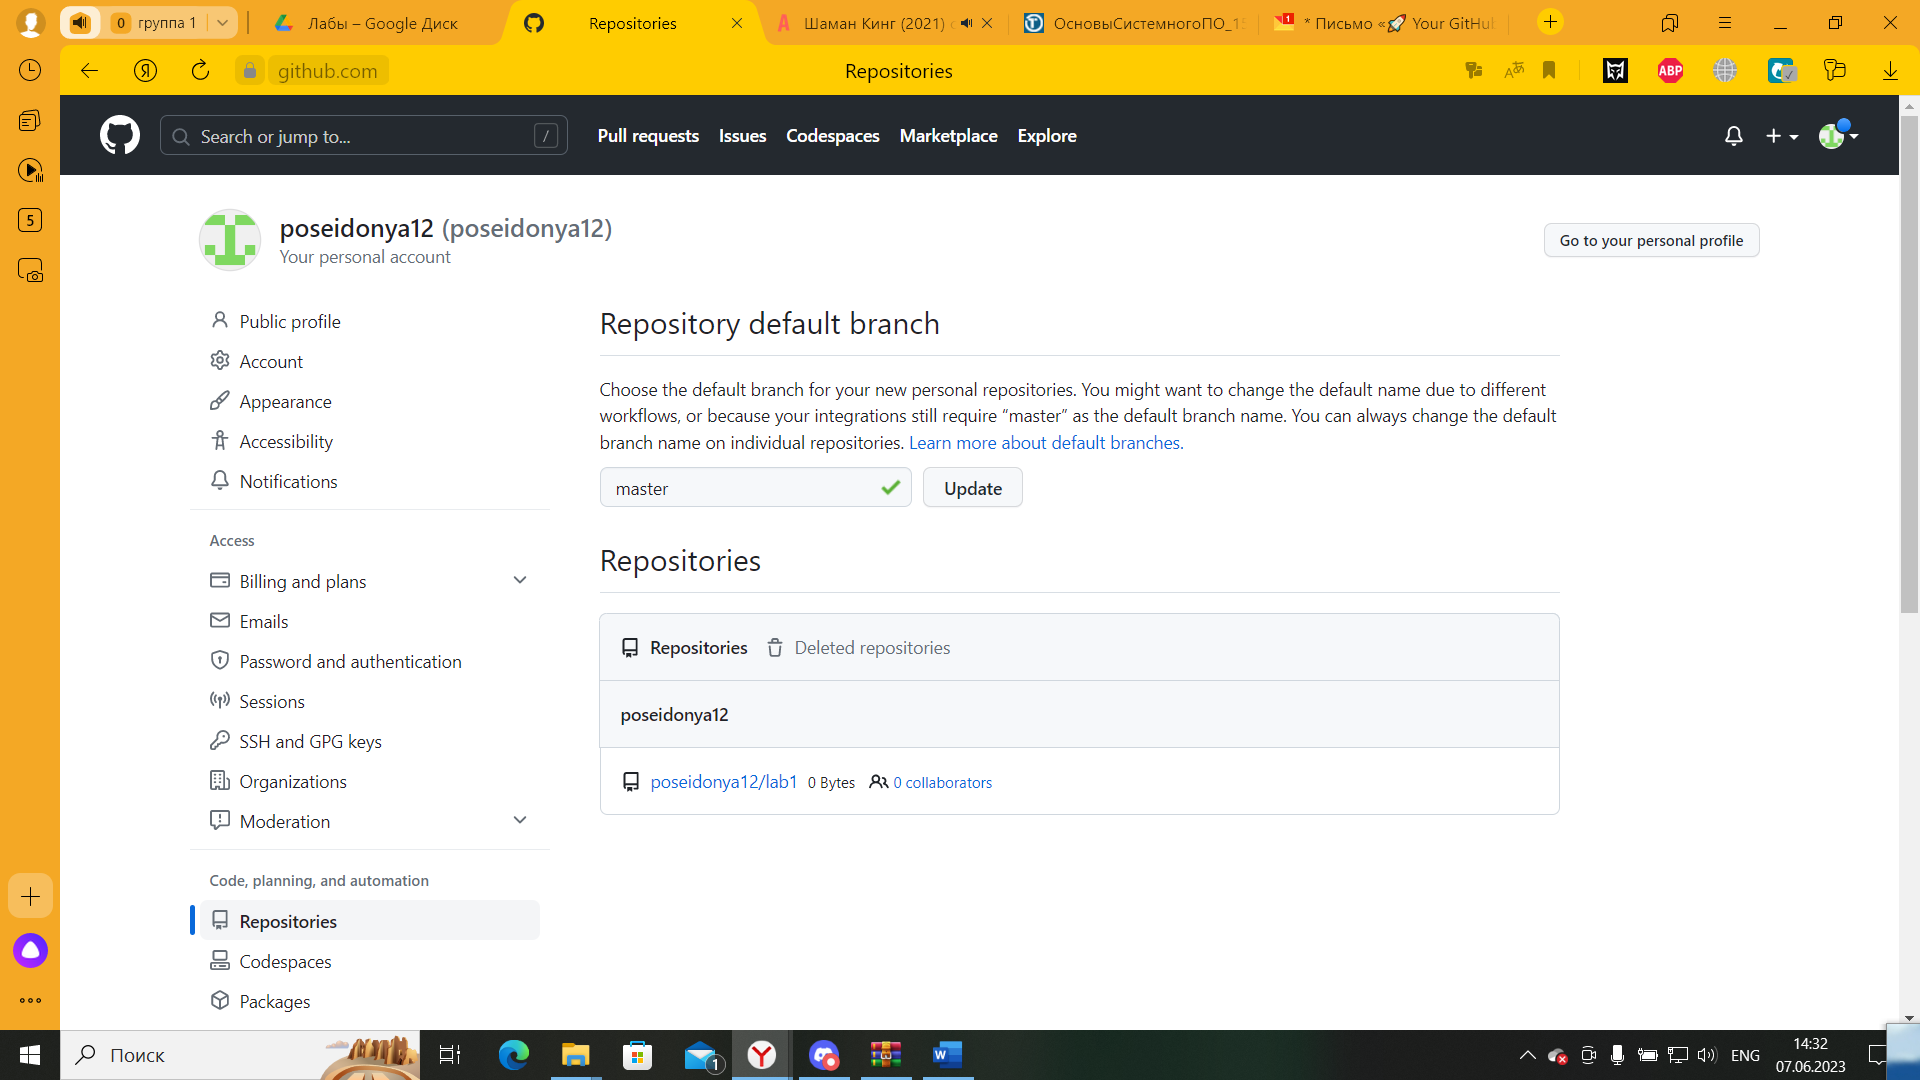 0 группа 1
Лабы – Google Диск
Repositories
Шаман Кинг (2021) с
ОсновыСистемногоПО_1
1
* Письмо «🚀 Your GitHu
github.com
Repositories
ABP
Search or jump to...
/
Pull requests
Issues
Codespaces
Marketplace
Explore
5
poseidonya12 (poseidonya12)
Your personal account
Go to your personal profile
Public profile
Account
Appearance
Accessibility
Notifications
Access
Billing and plans
Emails
Password and authentication
Sessions
SSH and GPG keys
Organizations
Moderation
Code, planning, and automation
Repositories
Codespaces
Packages
Repository default branch
Choose the default branch for your new personal repositories. You might want to change the default name due to different
workflows, or because your integrations still require “master” as the default branch name. You can always change the default
branch name on individual repositories. Learn more about default branches.
master
Update
Repositories
Repositories
Deleted repositories
poseidonya12
poseidonya12/lab1 0 Bytes 0 collaborators
Поиск
1
ENG
14:32
07.06.2023